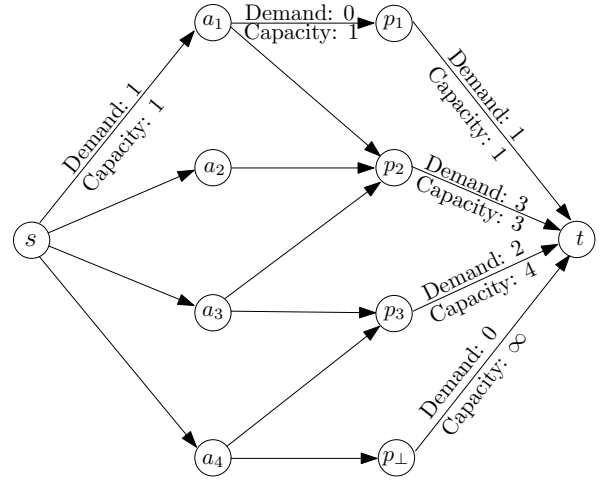 a₁
Demand: 0
Capacity: 1
p₁
Demand: 1
Capacity: 1
Demand: 1
Capacity: 1
a₂
p₂
Demand: 3
Capacity: 3
s
t
Demand: 2
Capacity: 4
a₃
p₃
Demand: 0
Capacity: ∞
a₄
p⊥